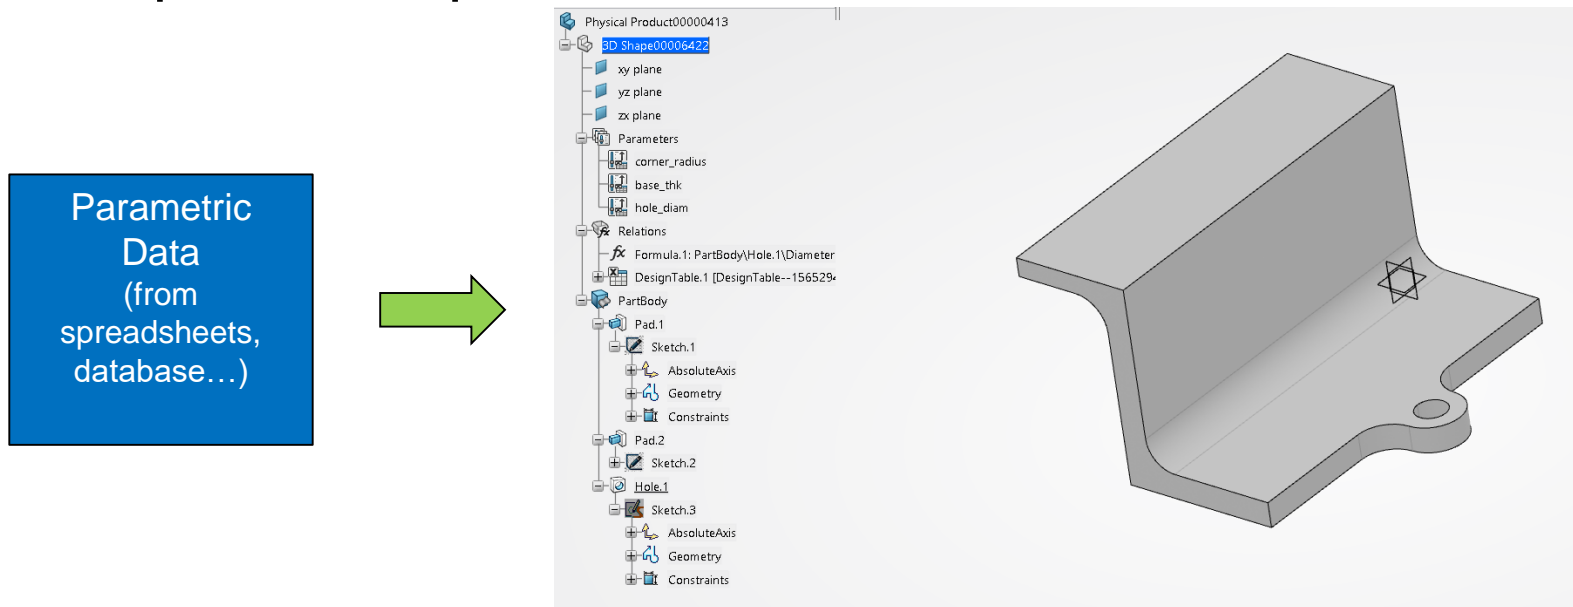 Parametric
Data
(from
spreadsheets,
database…)
Physical Product00000413
3D Shape00006422
xy plane
yz plane
zx plane
Parameters
corner_radius
base_thk
hole_diam
Relations
Formula.1: PartBody\Hole.1\Diameter
DesignTable.1 [DesignTable--1565294
PartBody
Pad.1
Sketch.1
AbsoluteAxis
Geometry
Constraints
Pad.2
Sketch.2
Hole.1
Sketch.3
AbsoluteAxis
Geometry
Constraints